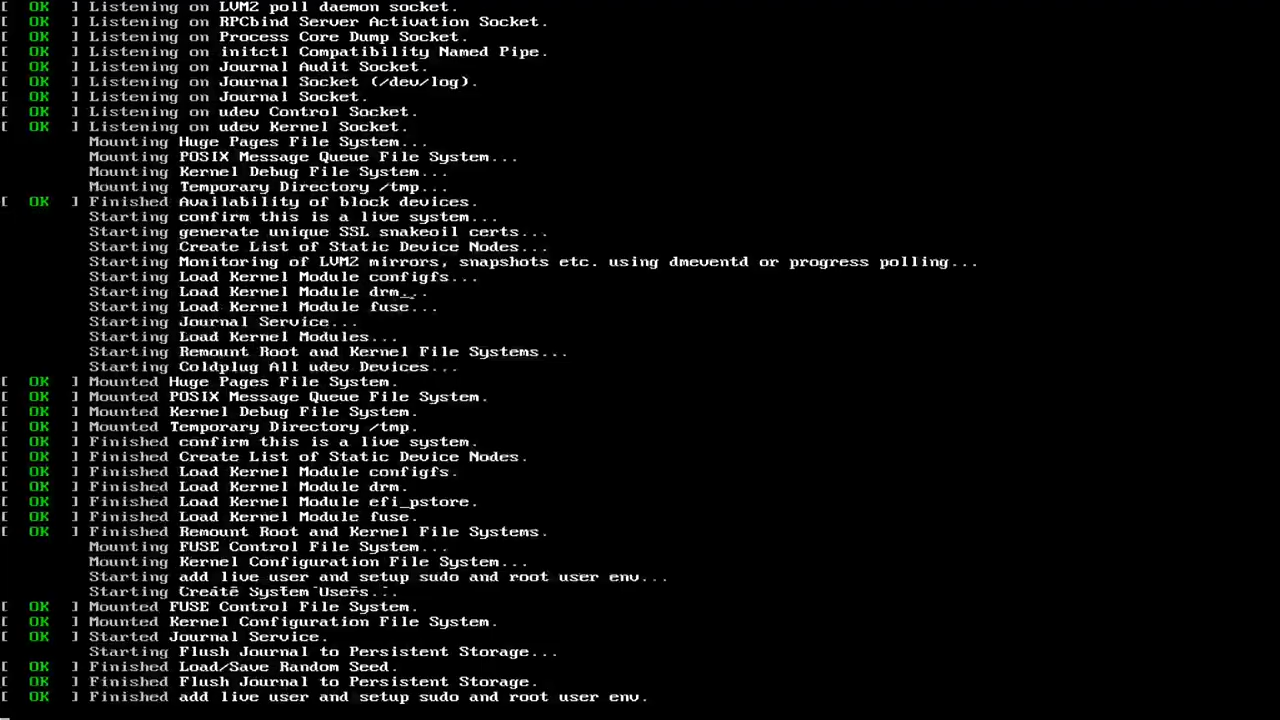 [  OK  ] Listening on LVM2 poll daemon socket.
[  OK  ] Listening on RPCbind Server Activation Socket.
[  OK  ] Listening on Process Core Dump Socket.
[  OK  ] Listening on initctl Compatibility Named Pipe.
[  OK  ] Listening on Journal Audit Socket.
[  OK  ] Listening on Journal Socket (/dev/log).
[  OK  ] Listening on Journal Socket.
[  OK  ] Listening on udev Control Socket.
[  OK  ] Listening on udev Kernel Socket.
Mounting Huge Pages File System...
Mounting POSIX Message Queue File System...
Mounting Kernel Debug File System...
Mounting Temporary Directory /tmp...
[  OK  ] Finished Availability of block devices.
Starting confirm this is a live system...
Starting generate unique SSL snakeoil certs...
Starting Create List of Static Device Nodes...
Starting Monitoring of LVM2 mirrors, snapshots etc. using dmeventd or progress polling...
Starting Load Kernel Module configfs...
Starting Load Kernel Module drm...
Starting Load Kernel Module fuse...
Starting Journal Service...
Starting Load Kernel Modules...
Starting Remount Root and Kernel File Systems...
Starting Coldplug All udev Devices...
[  OK  ] Mounted Huge Pages File System.
[  OK  ] Mounted POSIX Message Queue File System.
[  OK  ] Mounted Kernel Debug File System.
[  OK  ] Mounted Temporary Directory /tmp.
[  OK  ] Finished confirm this is a live system.
[  OK  ] Finished Create List of Static Device Nodes.
[  OK  ] Finished Load Kernel Module configfs.
[  OK  ] Finished Load Kernel Module drm.
[  OK  ] Finished Load Kernel Module efi_pstore.
[  OK  ] Finished Load Kernel Module fuse.
[  OK  ] Finished Remount Root and Kernel File Systems.
Mounting FUSE Control File System...
Mounting Kernel Configuration File System...
Starting add live user and setup sudo and root user env...
Starting Create System Users...
[  OK  ] Mounted FUSE Control File System.
[  OK  ] Mounted Kernel Configuration File System.
[  OK  ] Started Journal Service.
Starting Flush Journal to Persistent Storage...
[  OK  ] Finished Load/Save Random Seed.
[  OK  ] Finished Flush Journal to Persistent Storage.
[  OK  ] Finished add live user and setup sudo and root user env.